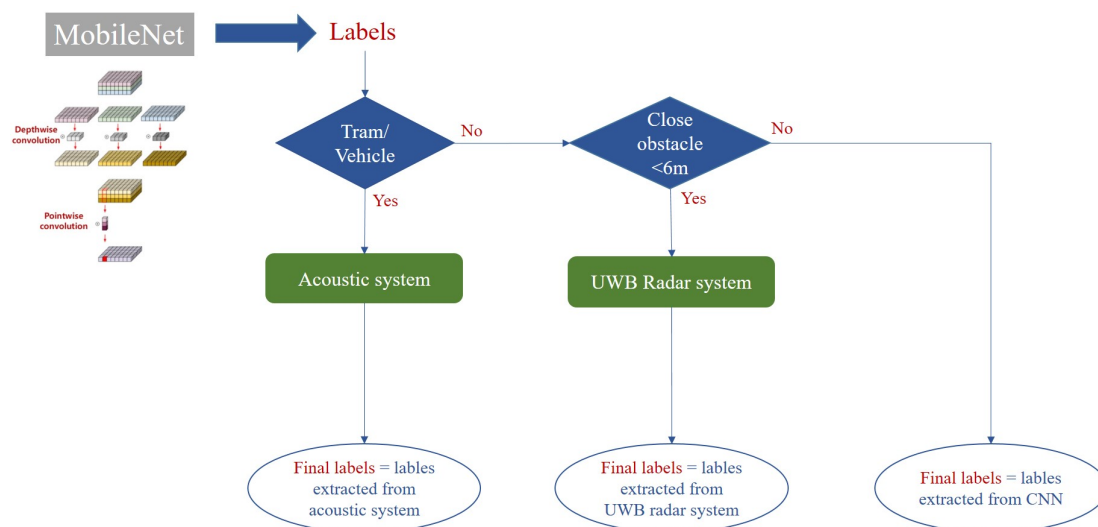 MobileNet
Labels
Depthwise
convolution
Pointwise
convolution
Tram/
Vehicle
No
Close
obstacle
<6m
No
Yes
Yes
Acoustic system
UWB Radar system
Final labels = lables
extracted from
acoustic system
Final labels = lables
extracted from
UWB radar system
Final labels = lables
extracted from CNN